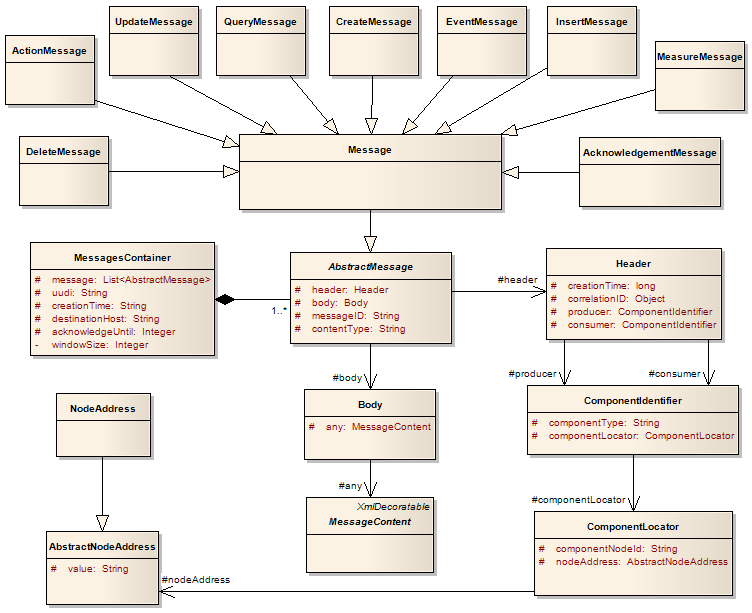 UpdateMessage
QueryMessage
CreateMessage
EventMessage
InsertMessage
ActionMessage
MeasureMessage
DeleteMessage
Message
AcknowledgementMessage
MessagesContainer
# message: List<AbstractMessage>
# uudi: String
# creationTime: String
# destinationHost: String
# acknowledgeUntil: Integer
- windowSize: Integer
1..*
AbstractMessage
# header: Header
# body: Body
# messageID: String
# contentType: String
#header
Header
# creationTime: long
# correlationID: Object
# producer: ComponentIdentifier
# consumer: ComponentIdentifier
#body
#producer
#consumer
NodeAddress
Body
# any: MessageContent
ComponentIdentifier
# componentType: String
# componentLocator: ComponentLocator
#any
#componentLocator
XmlDecoratable
MessageContent
AbstractNodeAddress
# value: String
#nodeAddress
ComponentLocator
# componentNodeId: String
# nodeAddress: AbstractNodeAddress